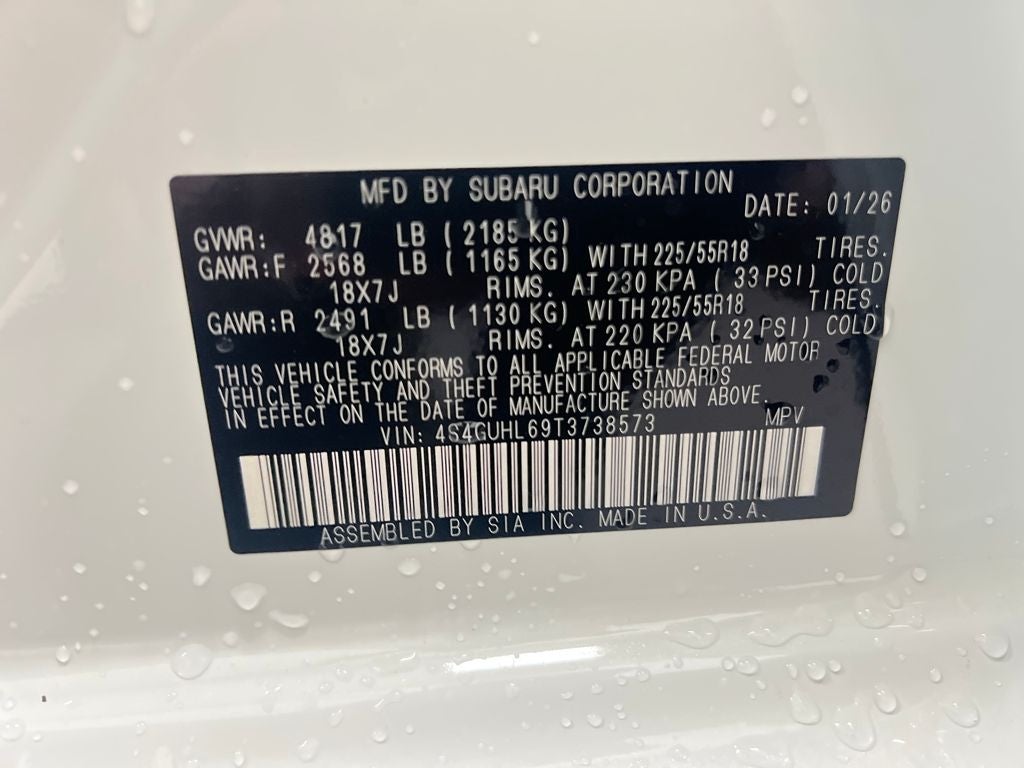 MFD BY SUBARU CORPORATION
DATE: 01/26
GVWR: 4817 LB ( 2185 KG)
GAWR:F 2568 LB ( 1165 KG) WITH 225/55R18 TIRES.
18X7J RIMS. AT 230 KPA ( 33 PSI) COLD
GAWR:R 2491 LB ( 1130 KG) WITH 225/55R18 TIRES.
18X7J RIMS. AT 220 KPA ( 32 PSI) COLD
THIS VEHICLE CONFORMS TO ALL APPLICABLE FEDERAL MOTOR
VEHICLE SAFETY AND THEFT PREVENTION STANDARDS
IN EFFECT ON THE DATE OF MANUFACTURE SHOWN ABOVE.
VIN: 4S4GUHL69T3738573 MPV
ASSEMBLED BY SIA INC. MADE IN U.S.A.